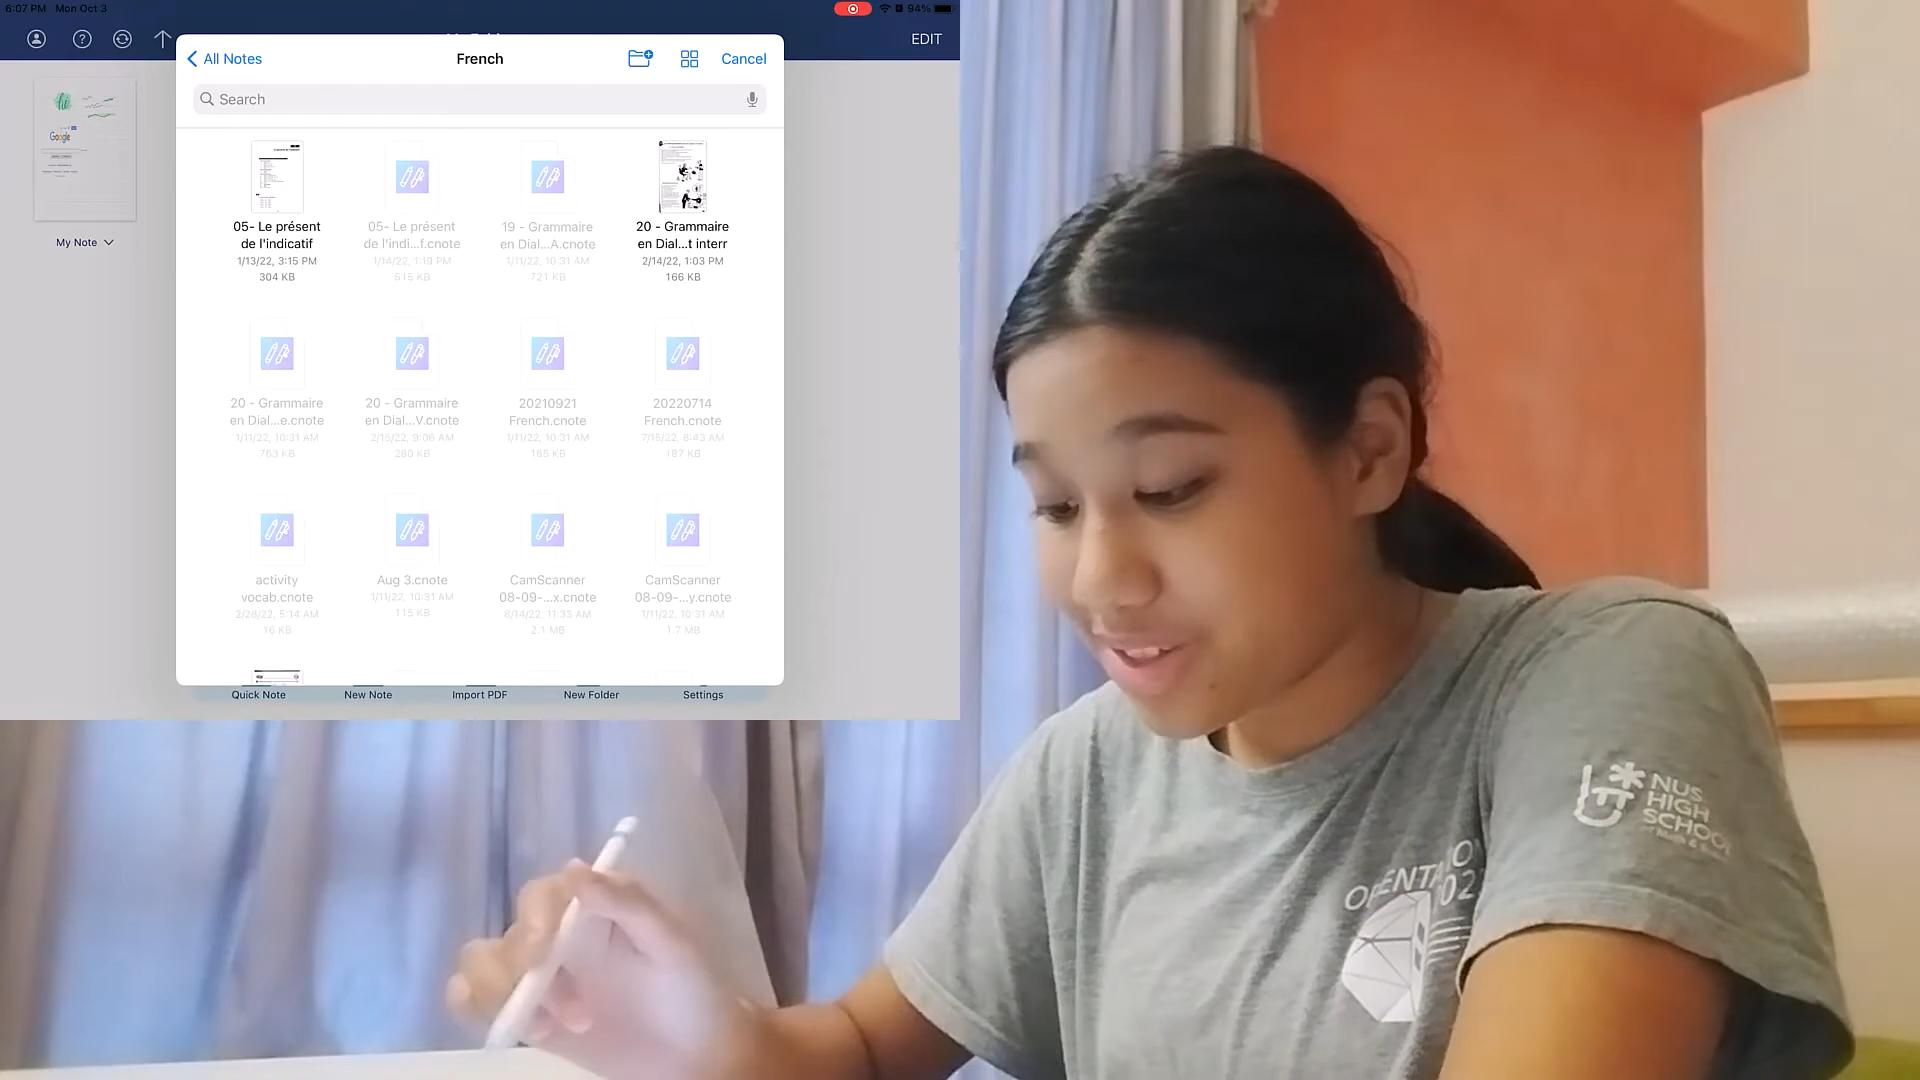 6:07 PM Mon Oct 3
94%
EDIT
All Notes
French
Cancel
Search
05- Le présent
de l'indicatif
1/13/22, 3:15 PM
304 KB
05- Le présent
de l'indi...f.cnote
1/14/22, 1:19 PM
515 KB
19 - Grammaire
en Dial...A.cnote
1/11/22, 10:31 AM
721 KB
20 - Grammaire
en Dial...t interr
2/14/22, 1:03 PM
166 KB
20 - Grammaire
en Dial...e.cnote
1/11/22, 10:31 AM
763 KB
20 - Grammaire
en Dial...V.cnote
2/15/22, 9:06 AM
280 KB
20210921
French.cnote
1/11/22, 10:31 AM
185 KB
20220714
French.cnote
7/15/22, 8:43 AM
187 KB
activity
vocab.cnote
2/28/22, 5:14 AM
16 KB
Aug 3.cnote
1/11/22, 10:31 AM
115 KB
CamScanner
08-09-...x.cnote
8/14/22, 11:33 AM
2.1 MB
CamScanner
08-09-...y.cnote
1/11/22, 10:31 AM
1.7 MB
hi
Google
My Note
Quick Note
New Note
Import PDF
New Folder
Settings
NUS
HIGH
SCHOOL